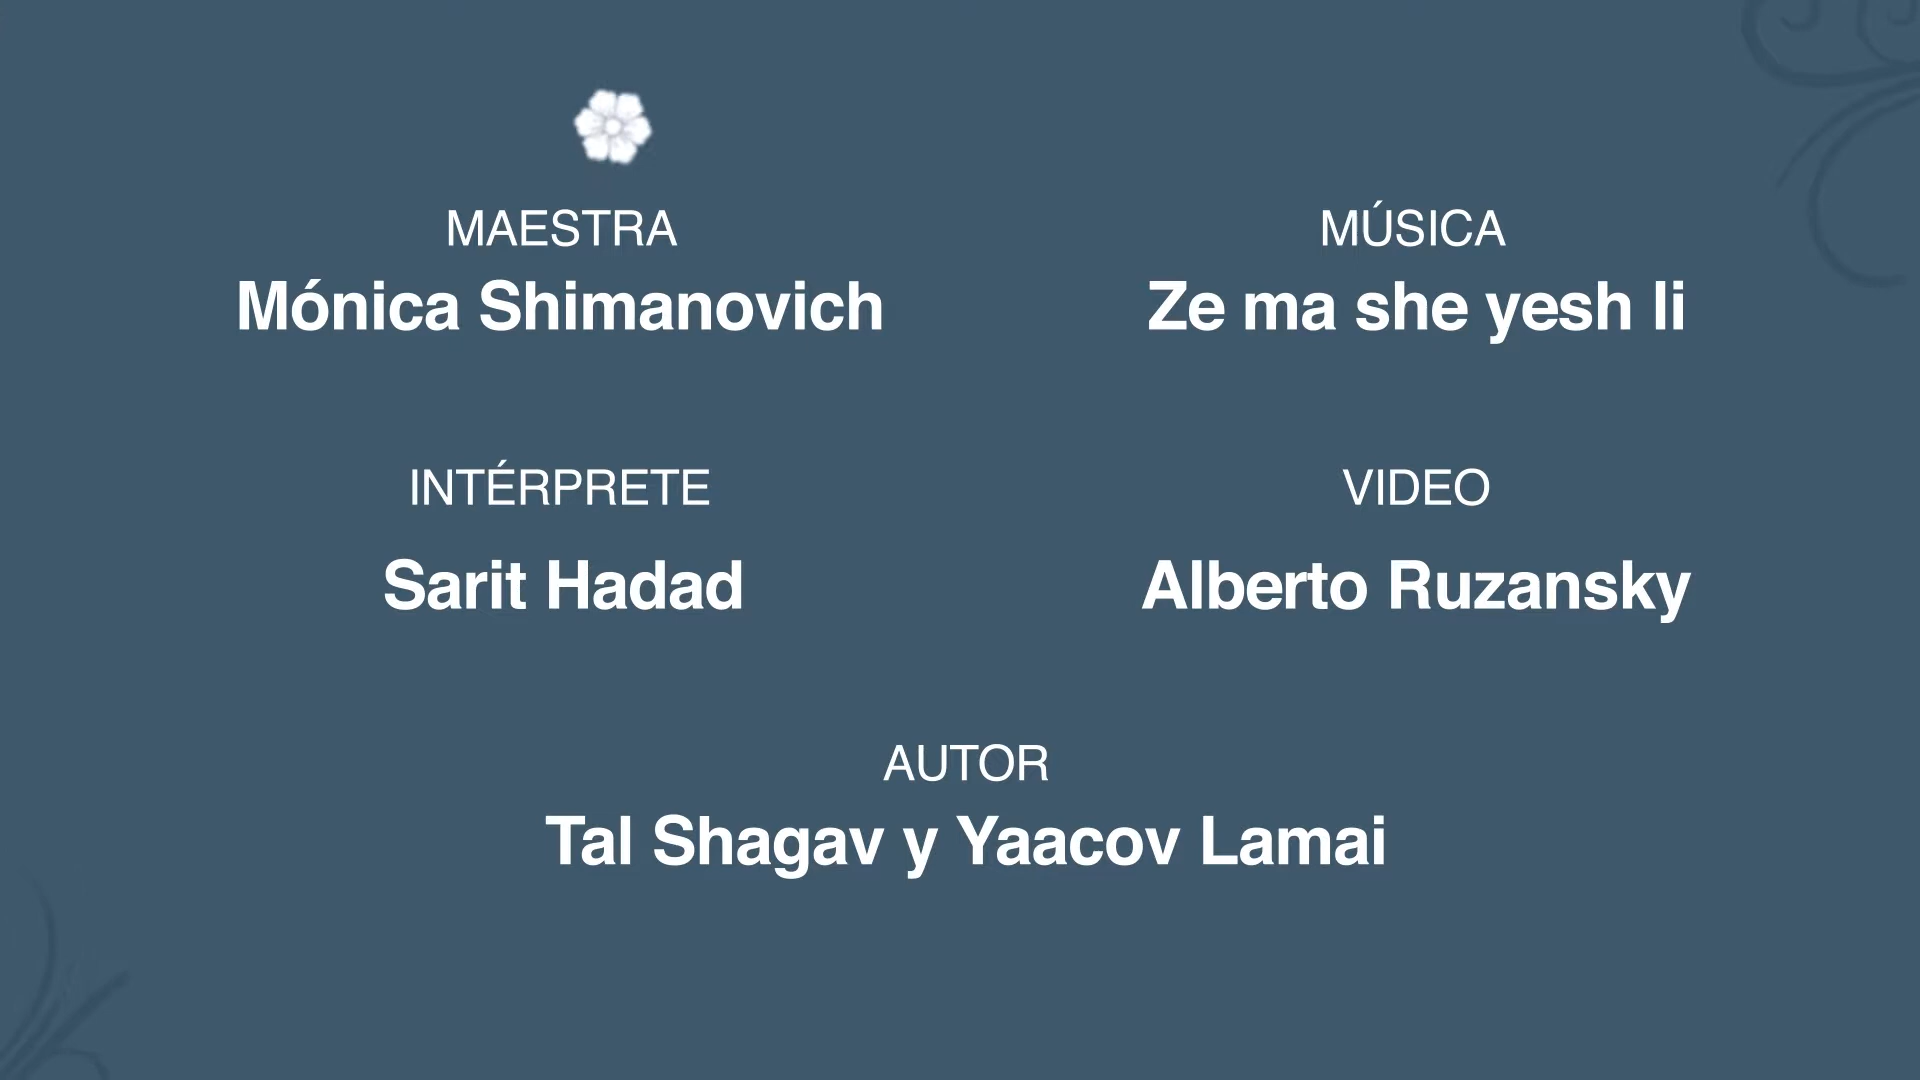 MAESTRA
Mónica Shimanovich
MÚSICA
Ze ma she yesh li
INTÉRPRETE
Sarit Hadad
VIDEO
Alberto Ruzansky
AUTOR
Tal Shagav y Yaacov Lamai